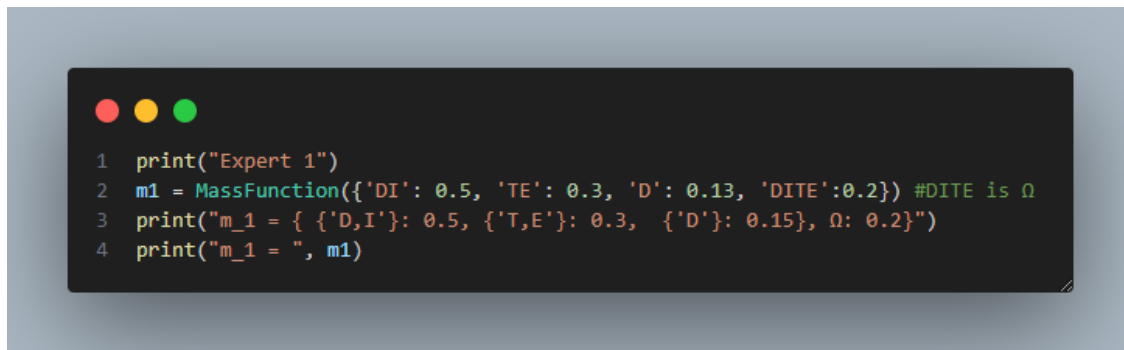 1 print("Expert 1")
2 m1 = MassFunction({'DI': 0.5, 'TE': 0.3, 'D': 0.13, 'DITE':0.2}) #DITE is Ω
3 print("m_1 = { {'D,I'}: 0.5, {'T,E'}: 0.3,  {'D'}: 0.15}, Ω: 0.2}")
4 print("m_1 = ", m1)